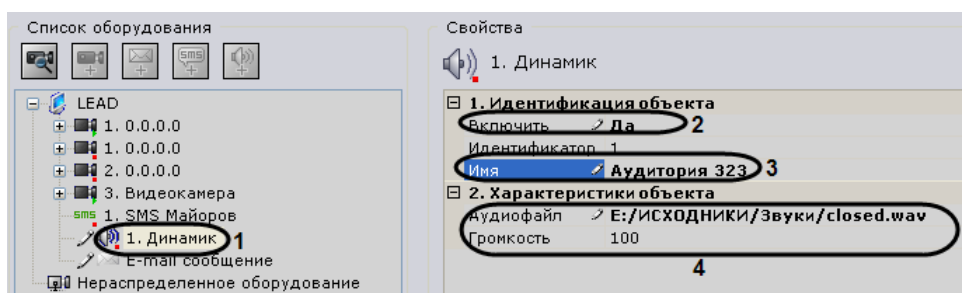 Список оборудования
LEAD
1. 0.0.0.0
1. 0.0.0.0
2. 0.0.0.0
3. Видеокамера
sms 1. SMS Майоров
1. Динамик 1
E-mail сообщение
Нераспределенное оборудование
Свойства
1. Динамик
1. Идентификация объекта
Включить Да 2
Идентификатор 1
Имя Аудитория 323 3
2. Характеристики объекта
Аудиофайл E:/ИСХОДНИКИ/Звуки/closed.wav
Громкость 100
4